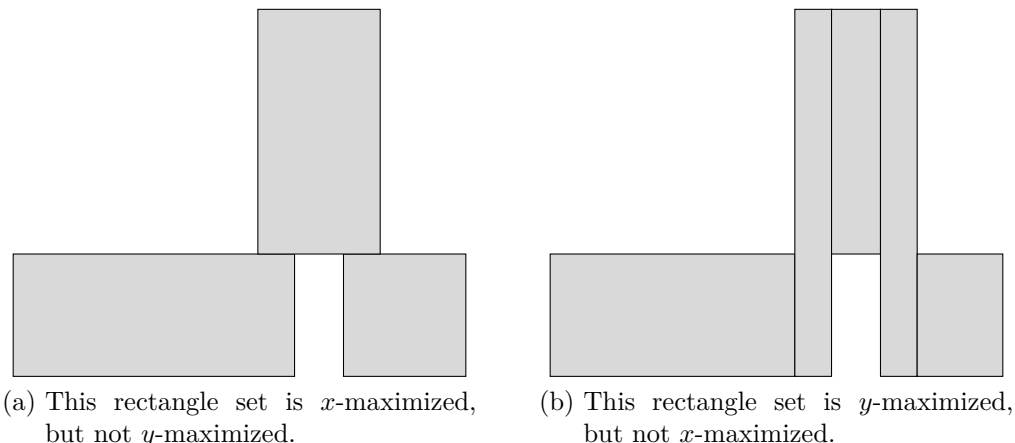 (a) This rectangle set is x-maximized,
but not y-maximized.
(b) This rectangle set is y-maximized,
but not x-maximized.